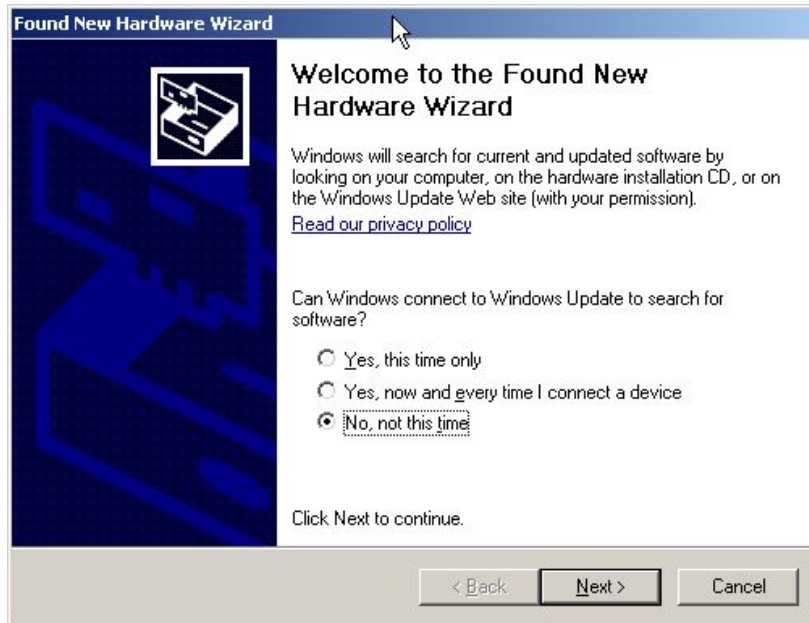 Found New Hardware Wizard
Welcome to the Found New
Hardware Wizard
Windows will search for current and updated software by
looking on your computer, on the hardware installation CD, or on
the Windows Update Web site (with your permission).
Read our privacy policy
Can Windows connect to Windows Update to search for
software?
Yes, this time only
Yes, now and every time I connect a device
No, not this time
Click Next to continue.
< Back
Next >
Cancel